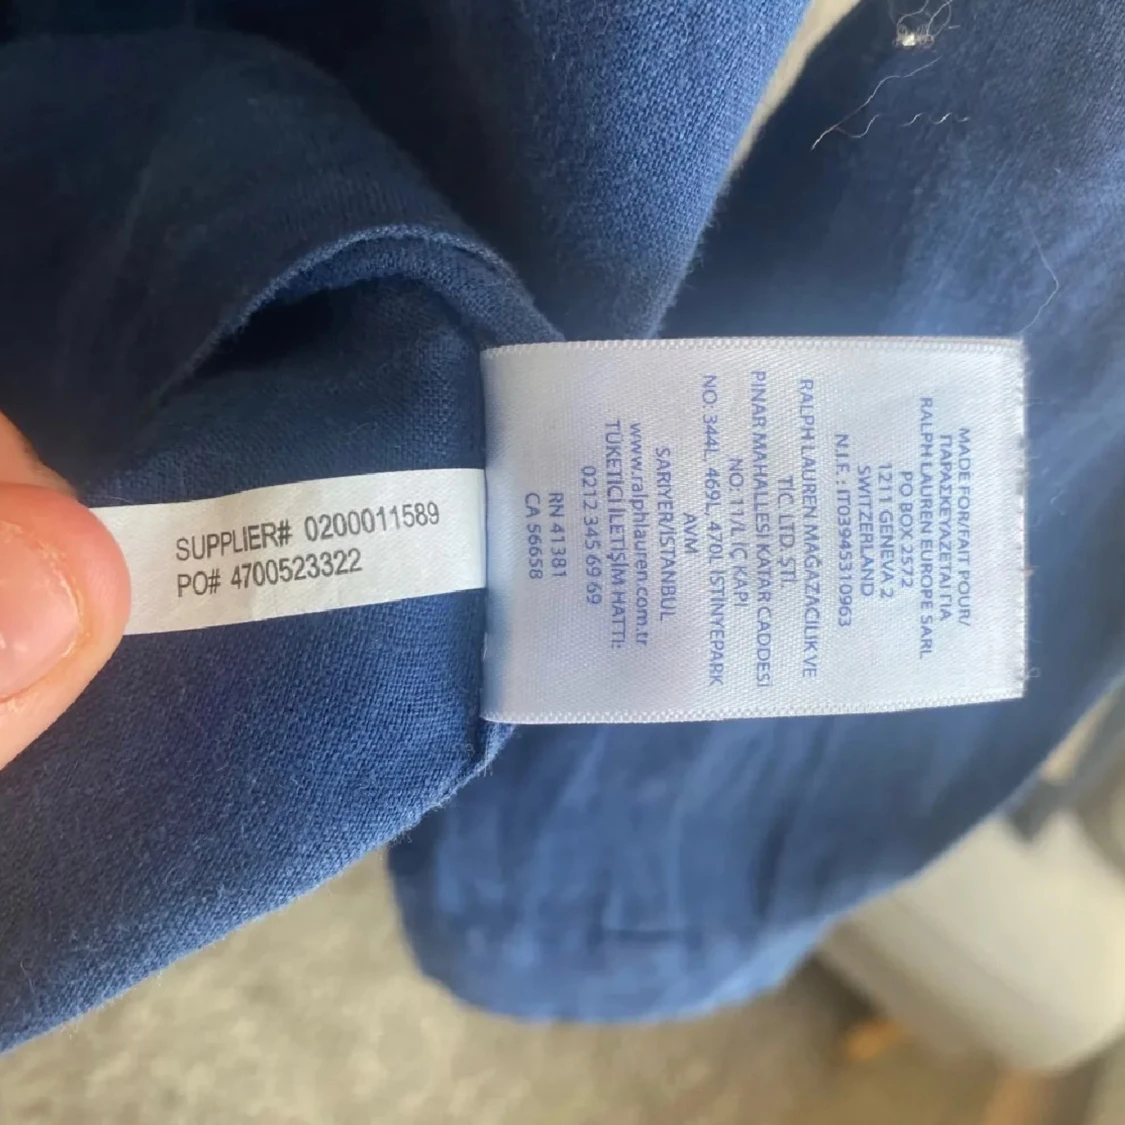 SUPPLIER# 0200011589
PO# 4700523322
MADE FOR/FAIT POUR/
ΠΑΡΑΣΚΕΥΑΖΕΤΑΙ ΓΙΑ
RALPH LAUREN EUROPE SARL
PO BOX 2572
1211 GENEVA 2
SWITZERLAND
N.I.F. : IT03945310963
RALPH LAUREN MAĞAZACILIK VE
TİC. LTD. ŞTİ.
PINAR MAHALLESİ KATAR CADDESİ
NO:11/L İÇ KAPI
NO: 344L, 469L, 470L İSTİNYEPARK
AVM
SARIYER/ISTANBUL
www.ralphlauren.com.tr
TÜKETİCİ İLETİŞİM HATTI:
0212 345 69 69
RN 41381
CA 56658